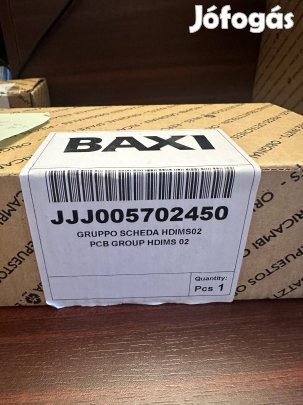 Jófogás
BAXI
JJJ005702450
GRUPPO SCHEDA HDIMS02
PCB GROUP HDIMS 02
Quantity:
Pcs 1